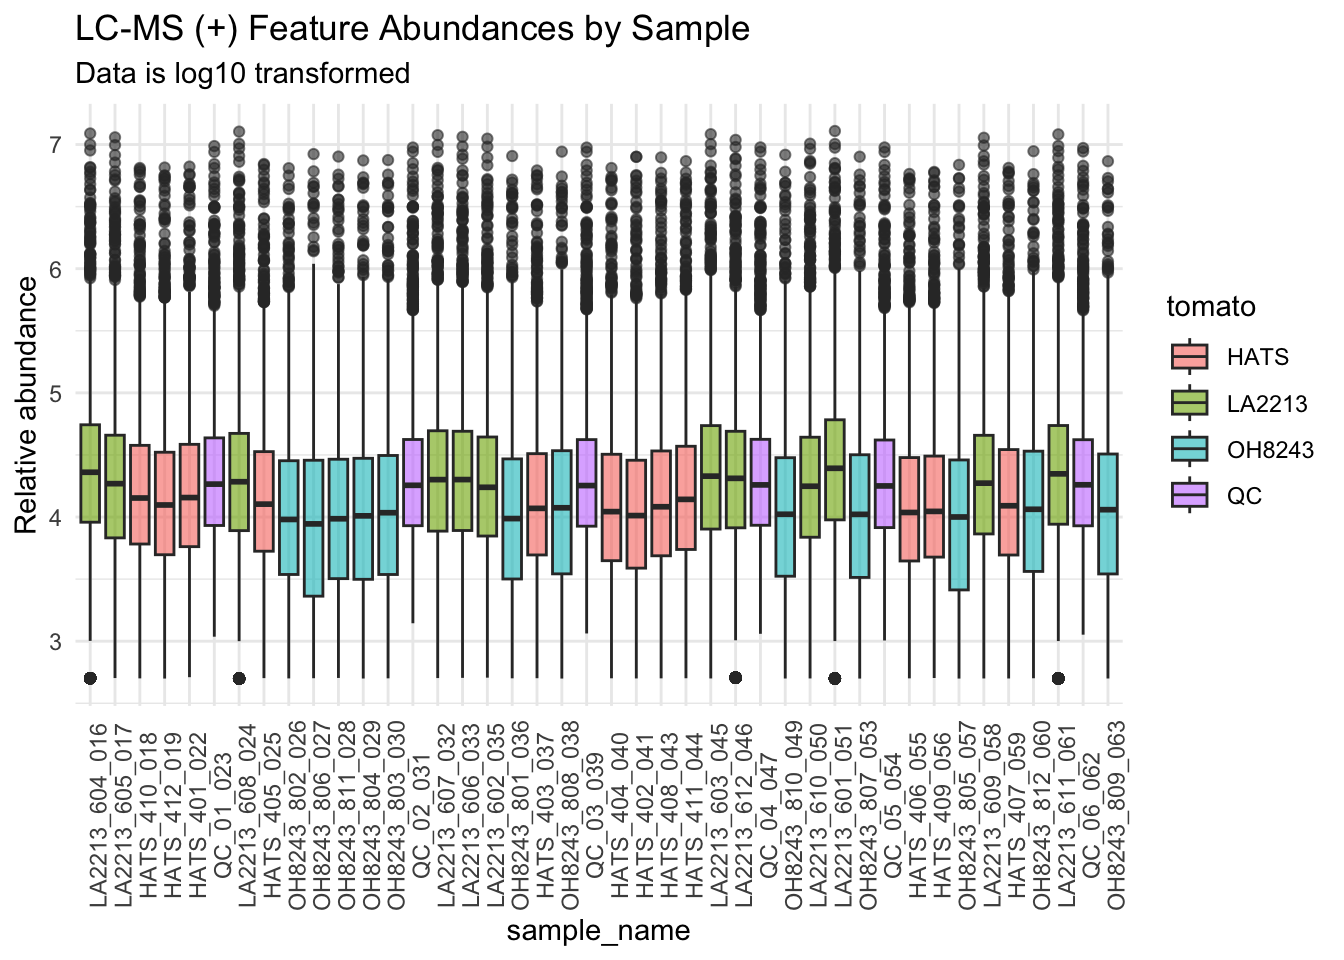 LC-MS (+) Feature Abundances by Sample
Data is log10 transformed
Relative abundance
7
6
5
4
3
LA2213_604_016
LA2213_605_017
HATS_410_018
HATS_412_019
HATS_401_022
QC_01_023
LA2213_608_024
HATS_405_025
OH8243_802_026
OH8243_806_027
OH8243_811_028
OH8243_804_029
OH8243_803_030
QC_02_031
LA2213_607_032
LA2213_606_033
LA2213_602_035
OH8243_801_036
HATS_403_037
OH8243_808_038
QC_03_039
HATS_404_040
HATS_402_041
HATS_408_043
HATS_411_044
LA2213_603_045
LA2213_612_046
QC_04_047
OH8243_810_049
LA2213_610_050
LA2213_601_051
OH8243_807_053
QC_05_054
HATS_406_055
HATS_409_056
OH8243_805_057
LA2213_609_058
HATS_407_059
OH8243_812_060
LA2213_611_061
QC_06_062
OH8243_809_063
sample_name
tomato
HATS
LA2213
OH8243
QC